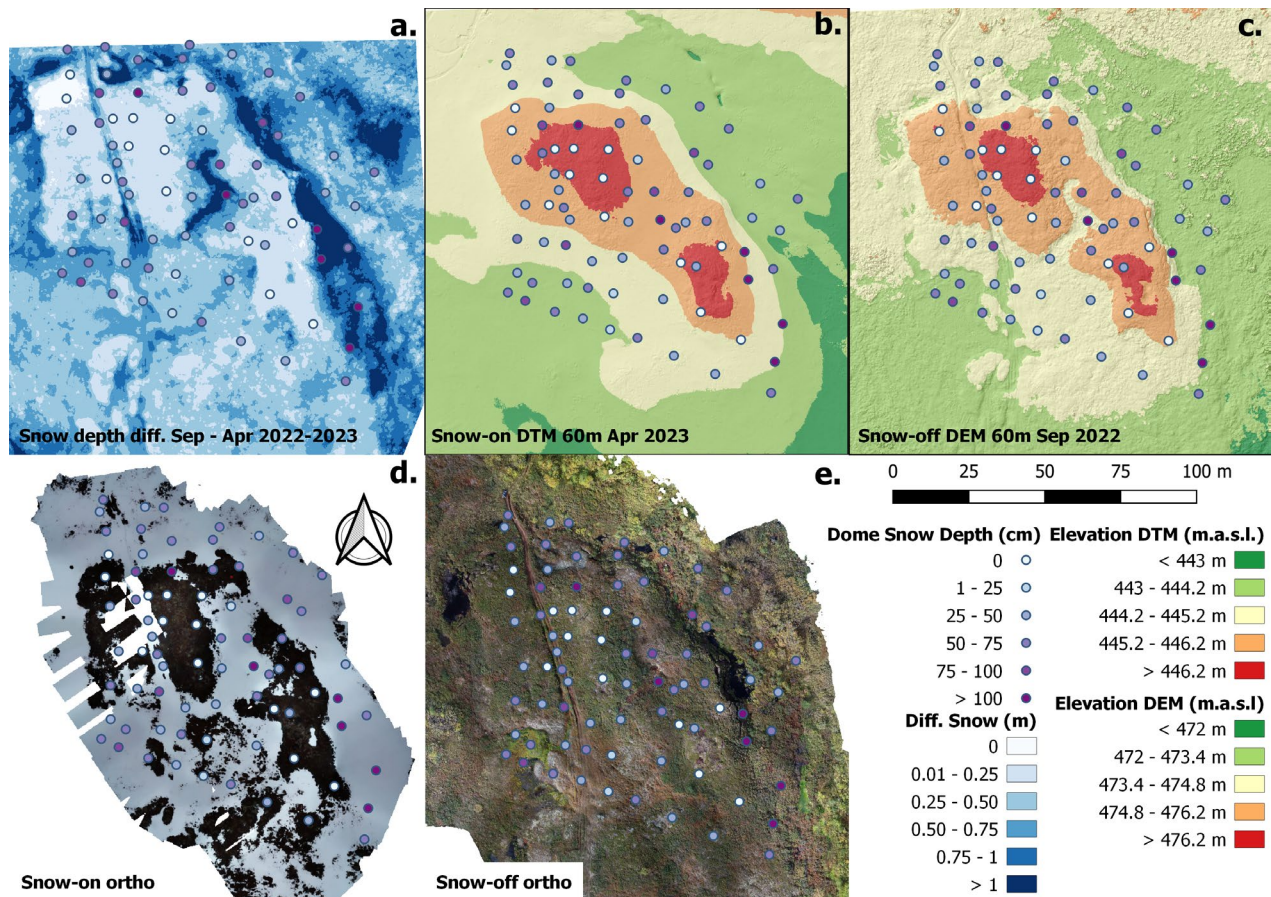 a.
b.
c.
Snow depth diff. Sep - Apr 2022-2023
Snow-on DTM 60m Apr 2023
Snow-off DEM 60m Sep 2022
d.
e.
0 25 50 75 100 m
Dome Snow Depth (cm)
0
1 - 25
25 - 50
50 - 75
75 - 100
> 100
Diff. Snow (m)
0
0.01 - 0.25
0.25 - 0.50
0.50 - 0.75
0.75 - 1
> 1
Elevation DTM (m.a.s.l.)
< 443 m
443 - 444.2 m
444.2 - 445.2 m
445.2 - 446.2 m
> 446.2 m
Elevation DEM (m.a.s.l)
< 472 m
472 - 473.4 m
473.4 - 474.8 m
474.8 - 476.2 m
> 476.2 m
Snow-on ortho
Snow-off ortho